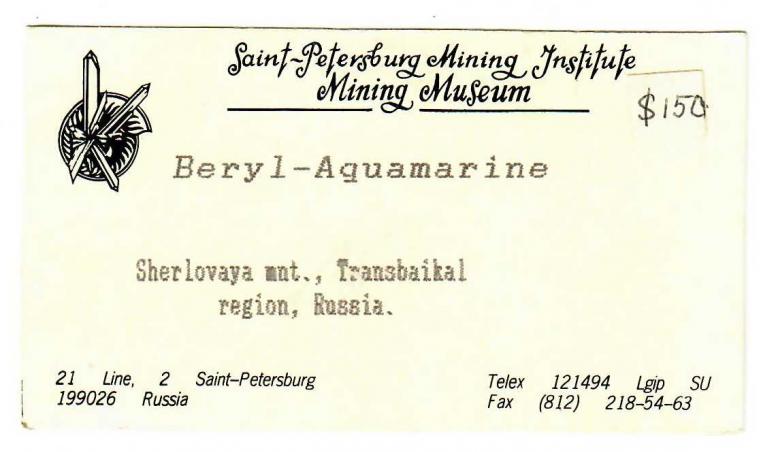 Saint-Petersburg Mining Institute
Mining Museum
$150
Beryl-Aquamarine
Sherlovaya mnt., Transbaikal
region, Russia.
21 Line, 2 Saint-Petersburg
199026 Russia
Telex 121494 Lgip SU
Fax (812) 218-54-63